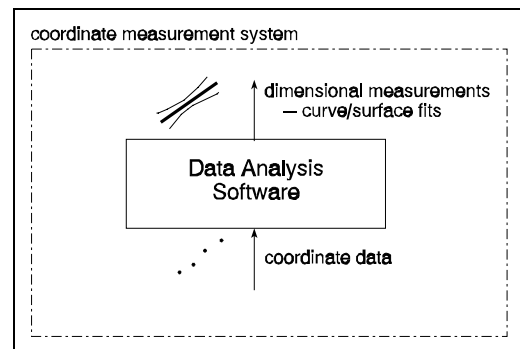 coordinate measurement system
dimensional measurements
— curve/surface fits
Data Analysis
Software
coordinate data